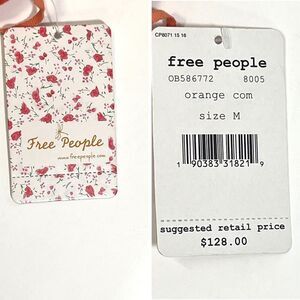 Free People
www.freepeople.com
CP8071 15 16
free people
OB586772 8005
orange com
size M
1 90383 31821 9
suggested retail price
$128.00